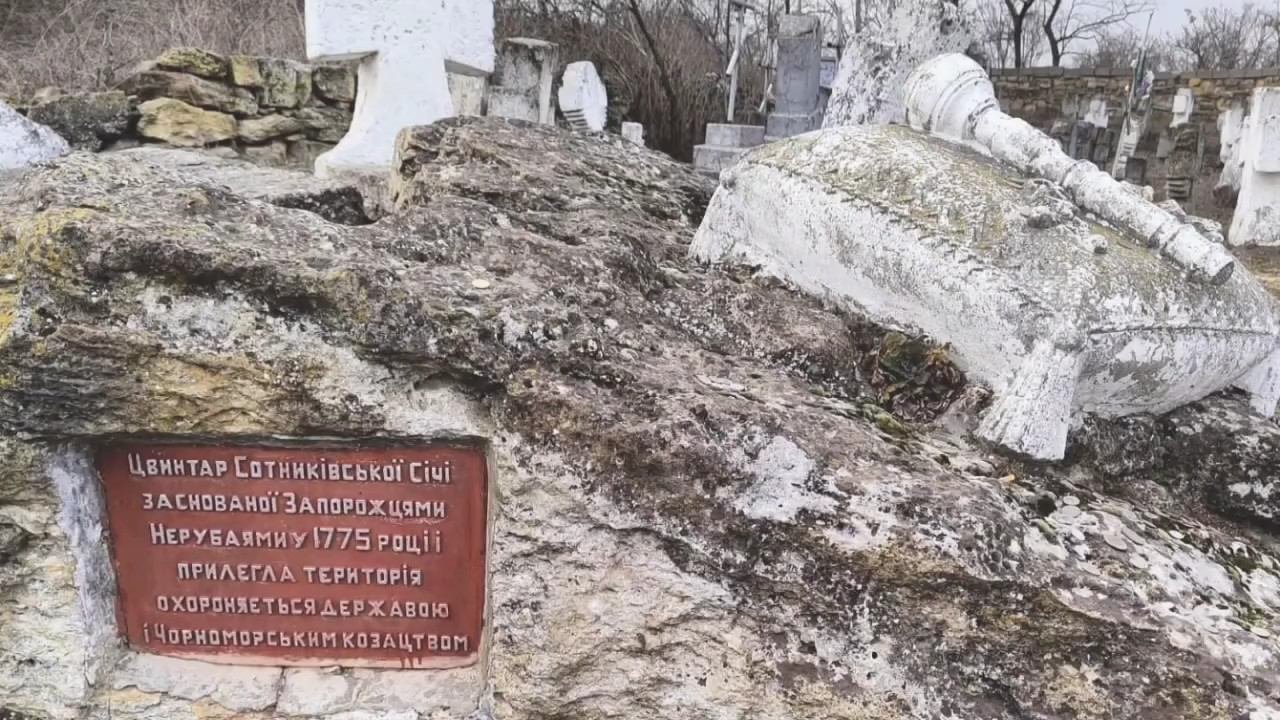 Цвинтар Сотниківської Січі
заснованої Запорожцями
Нерубаями у 1775 році і
прилегла територія
охороняється державою
і Чорноморським козацтвом